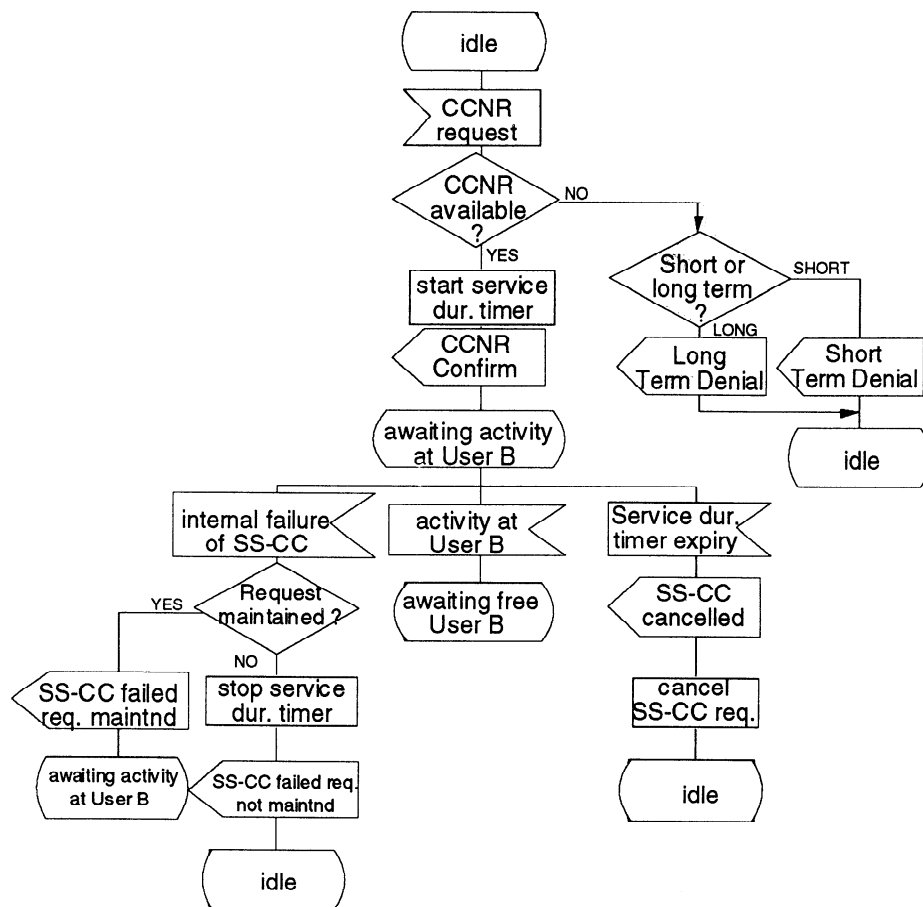 idle
CCNR
request
CCNR
available
?
NO
YES
Short or
long term
?
SHORT
LONG
start service
dur. timer
CCNR
Confirm
Long
Term Denial
Short
Term Denial
idle
awaiting activity
at User B
internal failure
of SS-CC
activity at
User B
Service dur.
timer expiry
Request
maintained ?
YES
NO
awaiting free
User B
SS-CC
cancelled
SS-CC failed
req. maintnd
stop service
dur. timer
cancel
SS-CC req.
awaiting activity
at User B
SS-CC failed req.
not maintnd
idle
idle